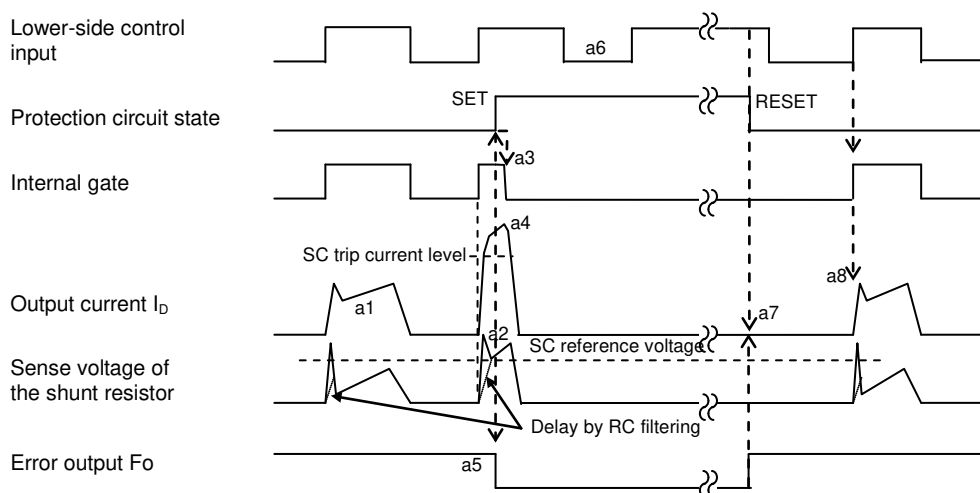 Lower-side control
input
a6
SET
RESET
Protection circuit state
a3
Internal gate
a4
SC trip current level
a8
Output current ID
a1
a7
a2
SC reference voltage
Sense voltage of
the shunt resistor
Delay by RC filtering
Error output Fo
a5